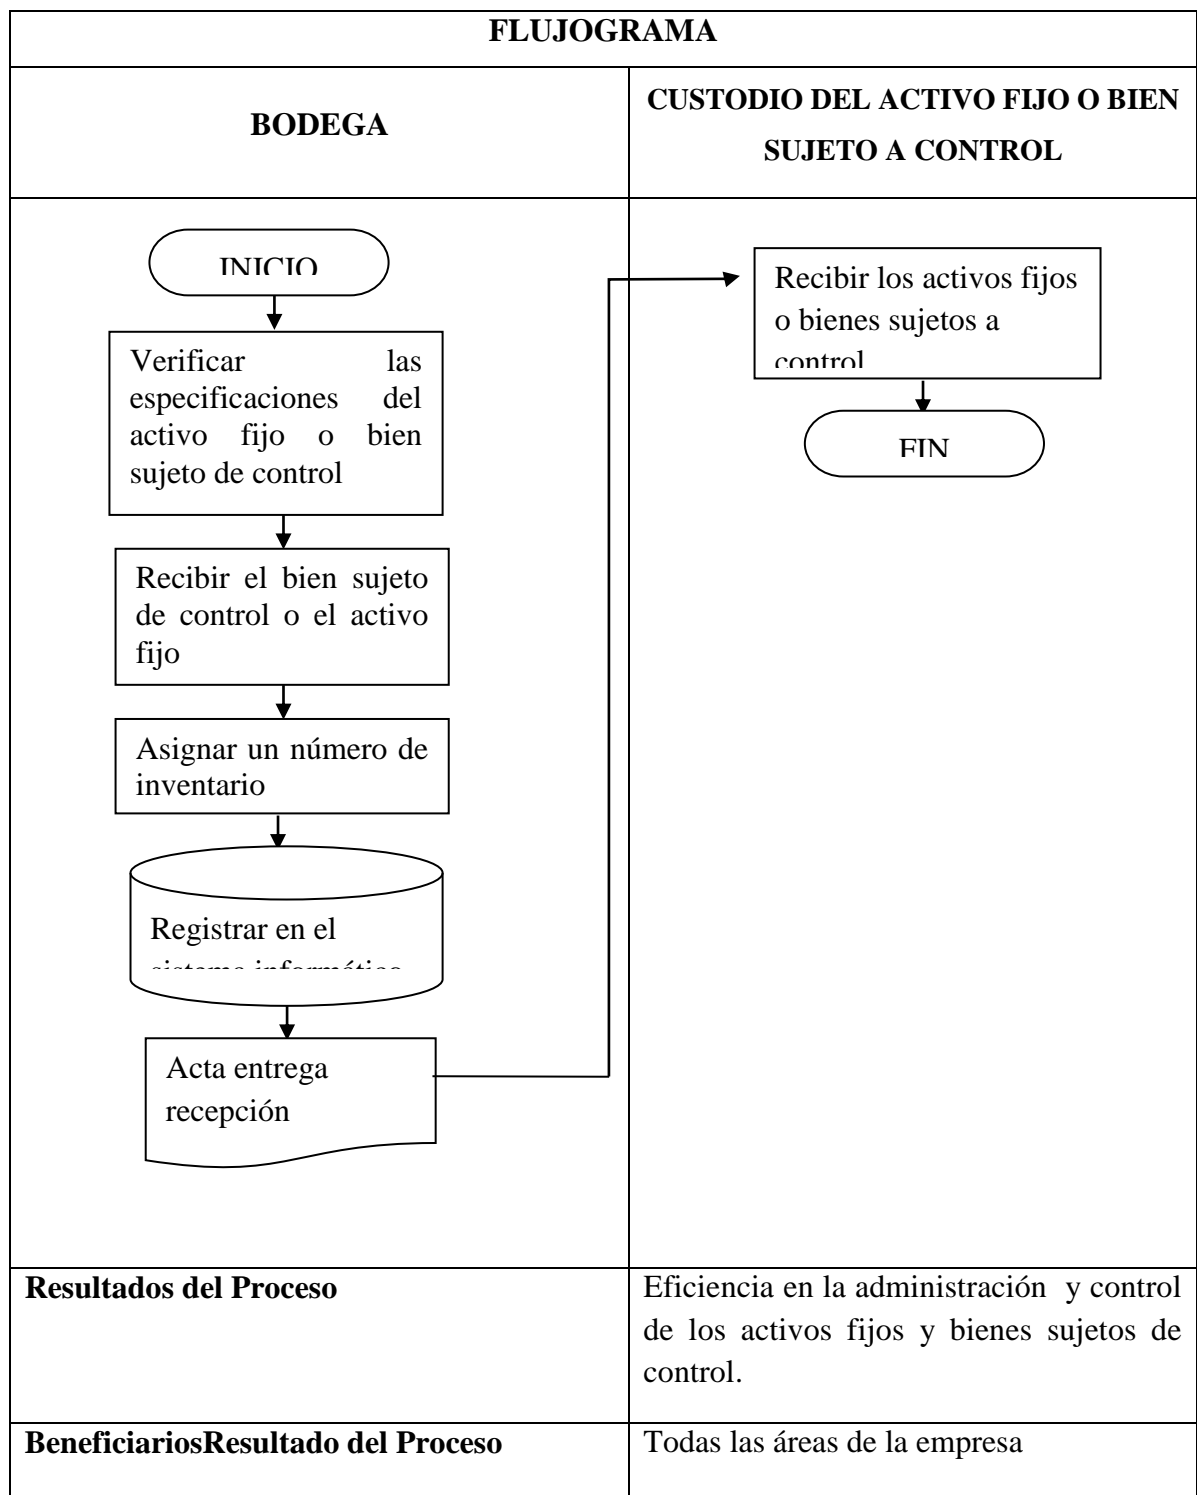 FLUJOGRAMA
BODEGA
CUSTODIO DEL ACTIVO FIJO O BIEN
SUJETO A CONTROL
INICIO
Verificar las
especificaciones del
activo fijo o bien
sujeto de control
Recibir el bien sujeto
de control o el activo
fijo
Asignar un número de
inventario
Registrar en el
sistema informático
Acta entrega
recepción
Recibir los activos fijos
o bienes sujetos a
control
FIN
Resultados del Proceso
Eficiencia en la administración y control
de los activos fijos y bienes sujetos de
control.
BeneficiariosResultado del Proceso
Todas las áreas de la empresa